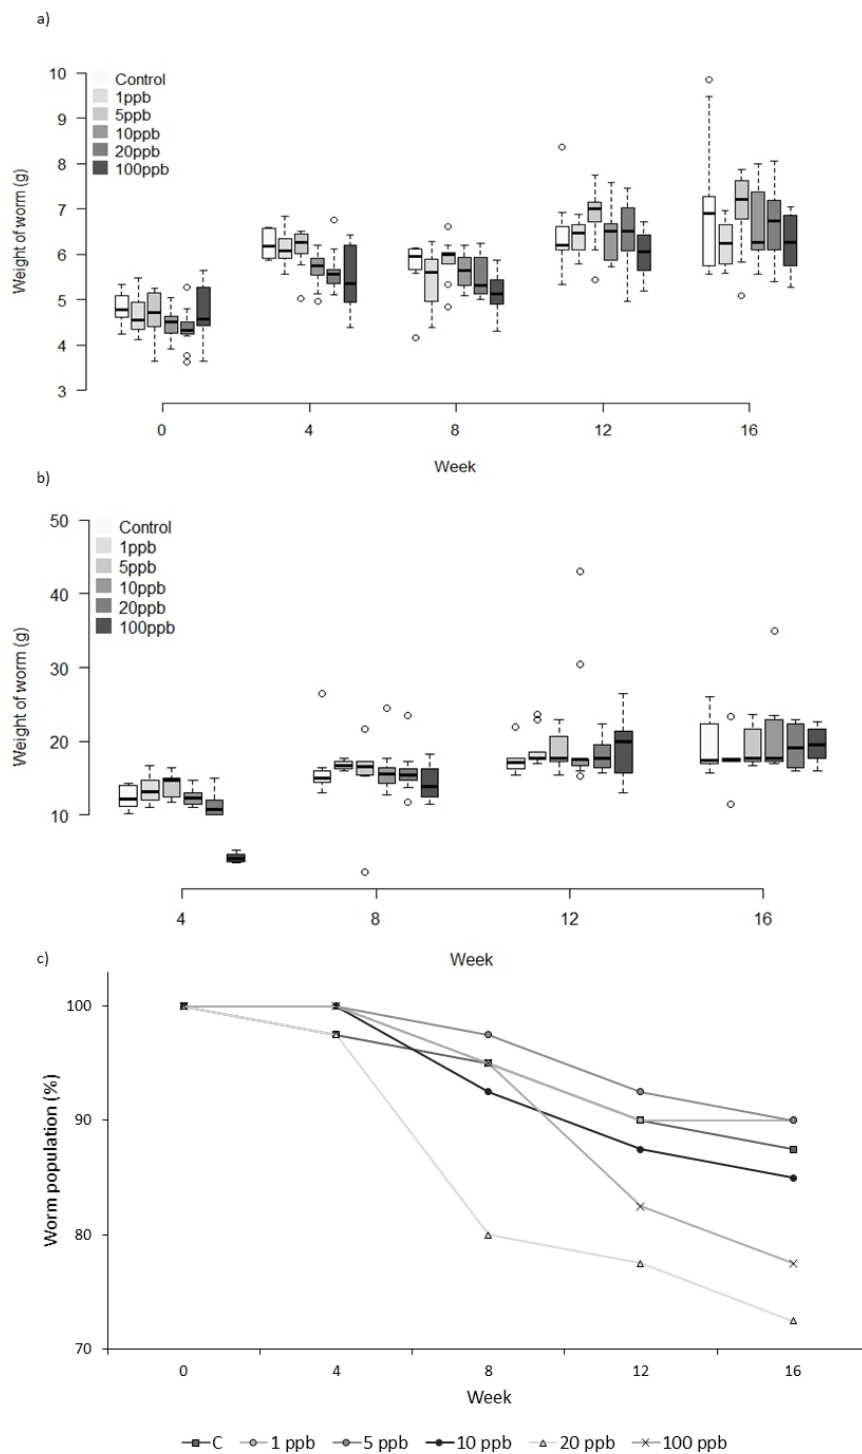 a)
10
9
8
7
6
5
4
3
Weight of worm (g)
Control
1ppb
5ppb
10ppb
20ppb
100ppb
0 4 8 12 16
Week
b)
50
40
30
20
10
Weight of worm (g)
Control
1ppb
5ppb
10ppb
20ppb
100ppb
4 8 12 16
Week
c)
100
90
80
70
Worm population (%)
0 4 8 12 16
Week
C 1 ppb 5 ppb 10 ppb 20 ppb 100 ppb